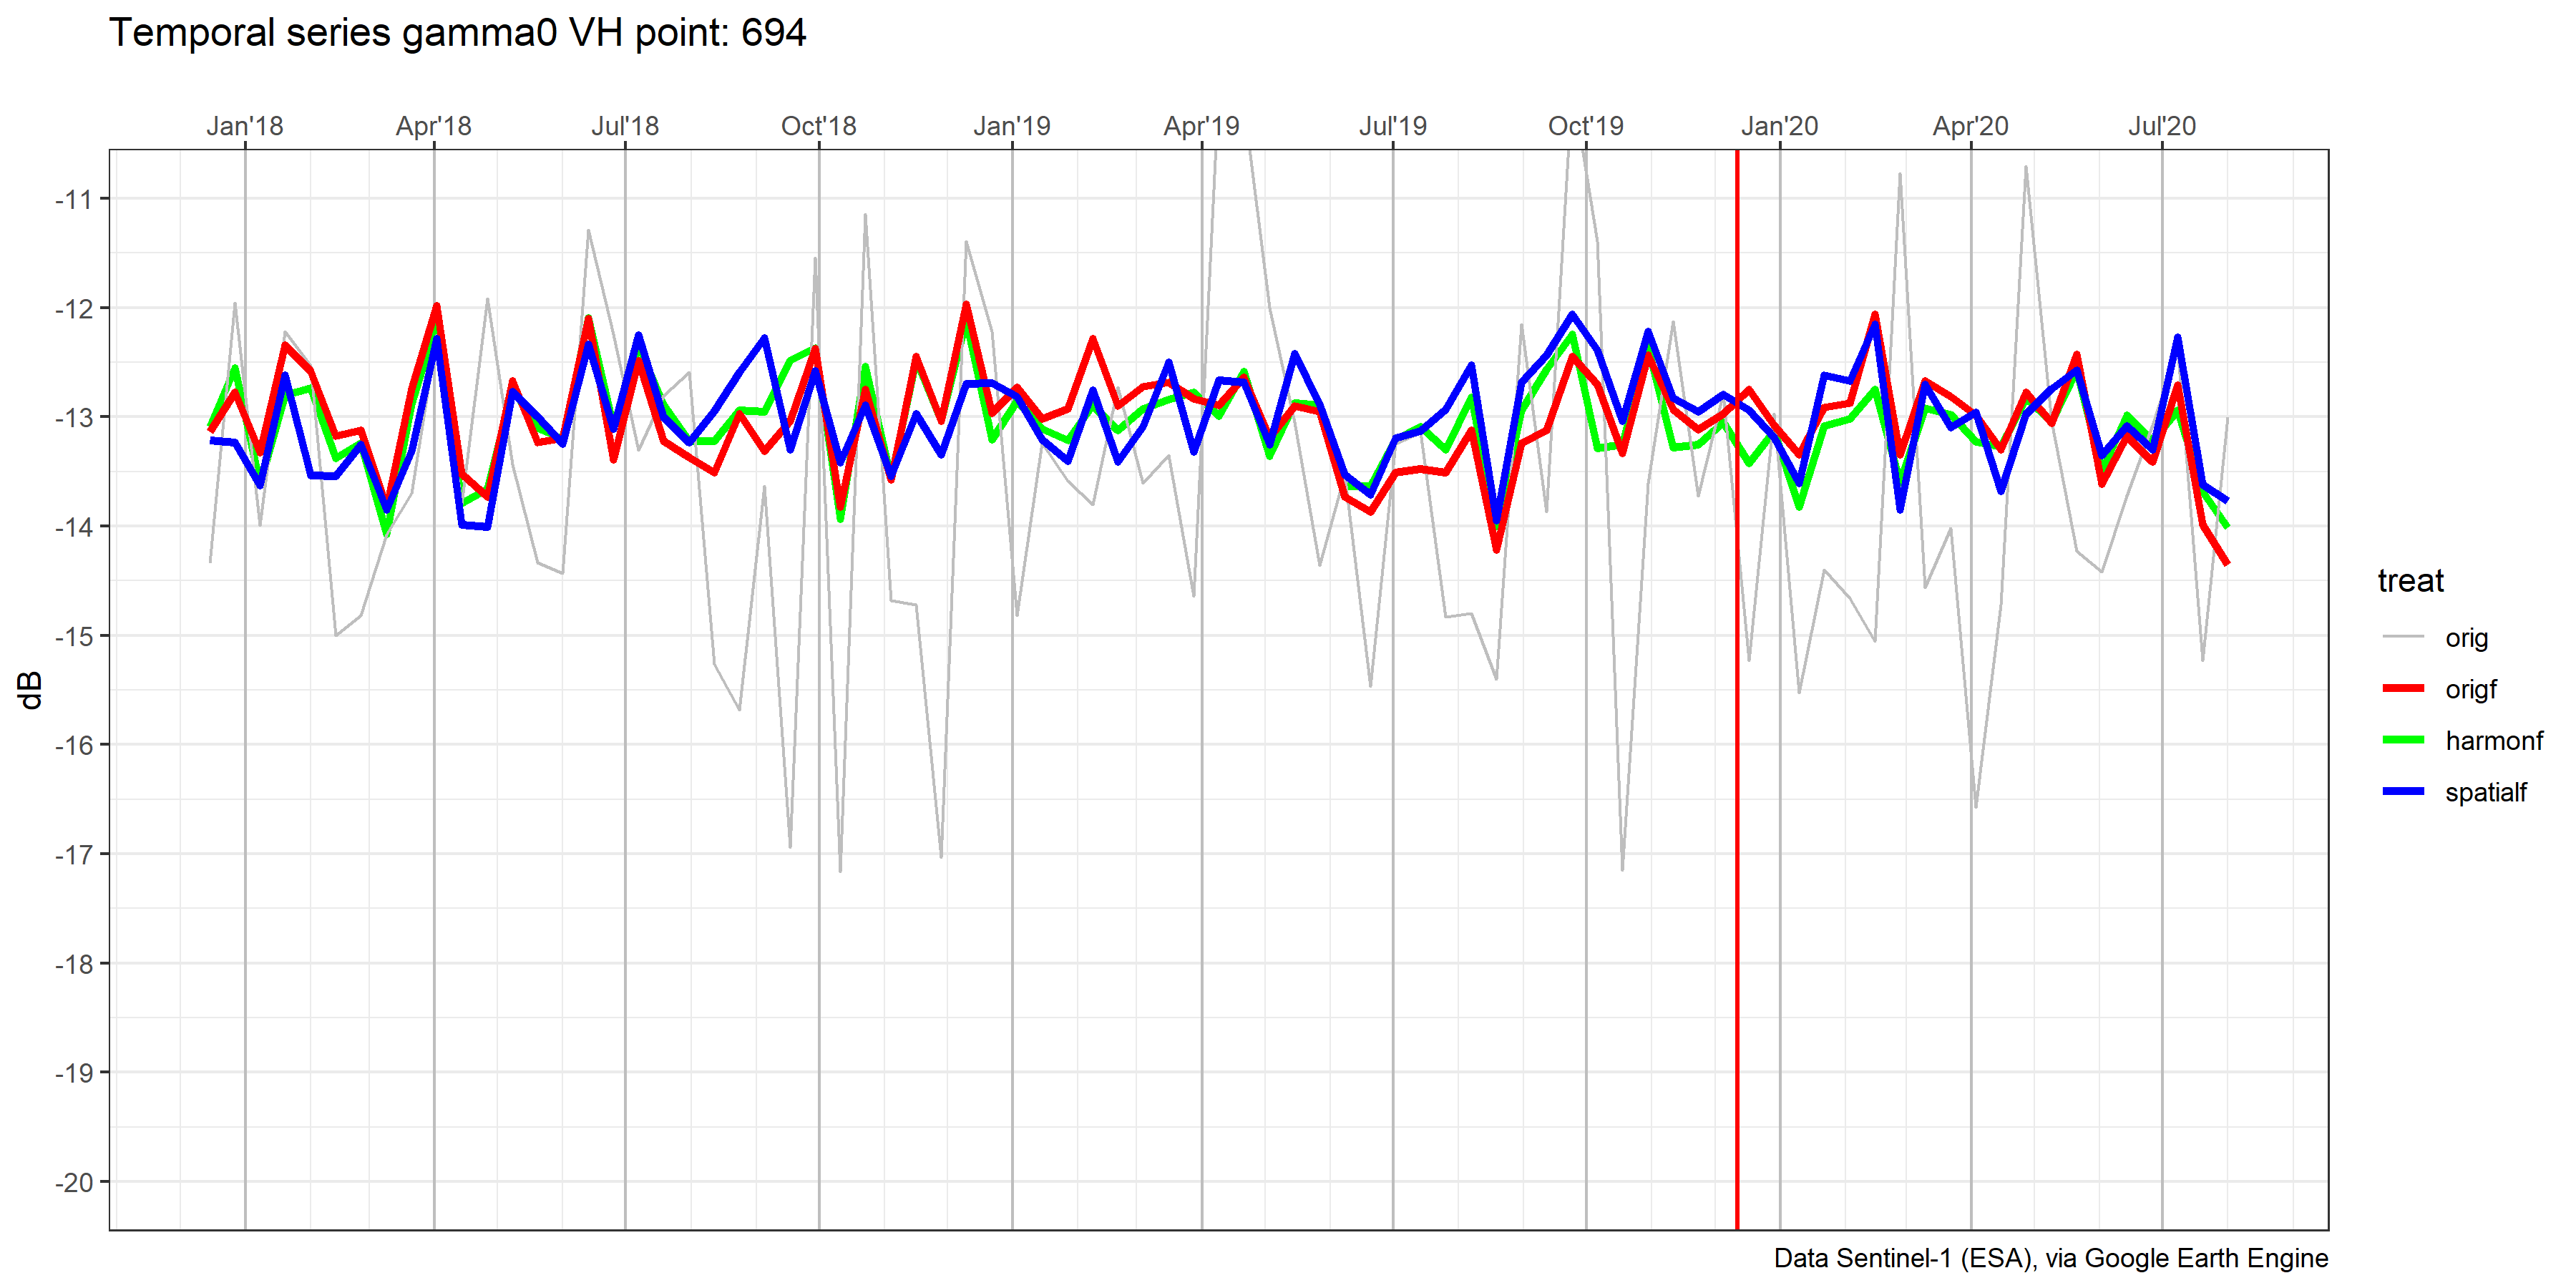 Temporal series gamma0 VH point: 694
Jan'18 Apr'18 Jul'18 Oct'18 Jan'19 Apr'19 Jul'19 Oct'19 Jan'20 Apr'20 Jul'20
-11
-12
-13
-14
-15
-16
-17
-18
-19
-20
dB
treat
orig
origf
harmonf
spatialf
Data Sentinel-1 (ESA), via Google Earth Engine